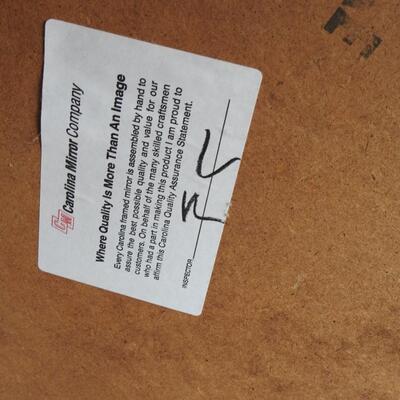 CM Carolina Mirror Company
Where Quality Is More Than An Image
Every Carolina framed mirror is assembled by hand to
assure the best possible quality and value for our
customers. On behalf of the many skilled craftsmen
who had a part in making this product I am proud to
affirm this Carolina Quality Assurance Statement.
INSPECTOR